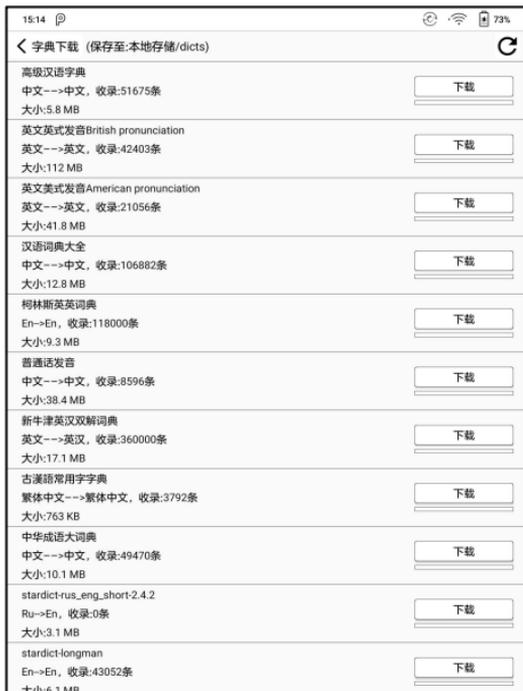 15:14 73%
字典下载 (保存至:本地存储/dicts)
高级汉语字典
中文-->中文，收录:51675条
下载
大小:5.8 MB
英文英式发音British pronunciation
英文-->英文，收录:42403条
下载
大小:112 MB
英文美式发音American pronunciation
英文-->英文，收录:21056条
下载
大小:41.8 MB
汉语词典大全
中文-->中文，收录:106882条
下载
大小:12.8 MB
柯林斯英英词典
En-->En，收录:118000条
下载
大小:9.3 MB
普通话发音
中文-->中文，收录:8596条
下载
大小:38.4 MB
新牛津英汉双解词典
英文-->英汉，收录:360000条
下载
大小:17.1 MB
古漢語常用字字典
繁体中文-->繁体中文，收录:3792条
下载
大小:763 KB
中华成语大词典
中文-->中文，收录:49470条
下载
大小:10.1 MB
stardict-rus_eng_short-2.4.2
Ru-->En，收录:0条
下载
大小:3.1 MB
stardict-longman
En-->En，收录:43052条
下载
大小:6.1 MB